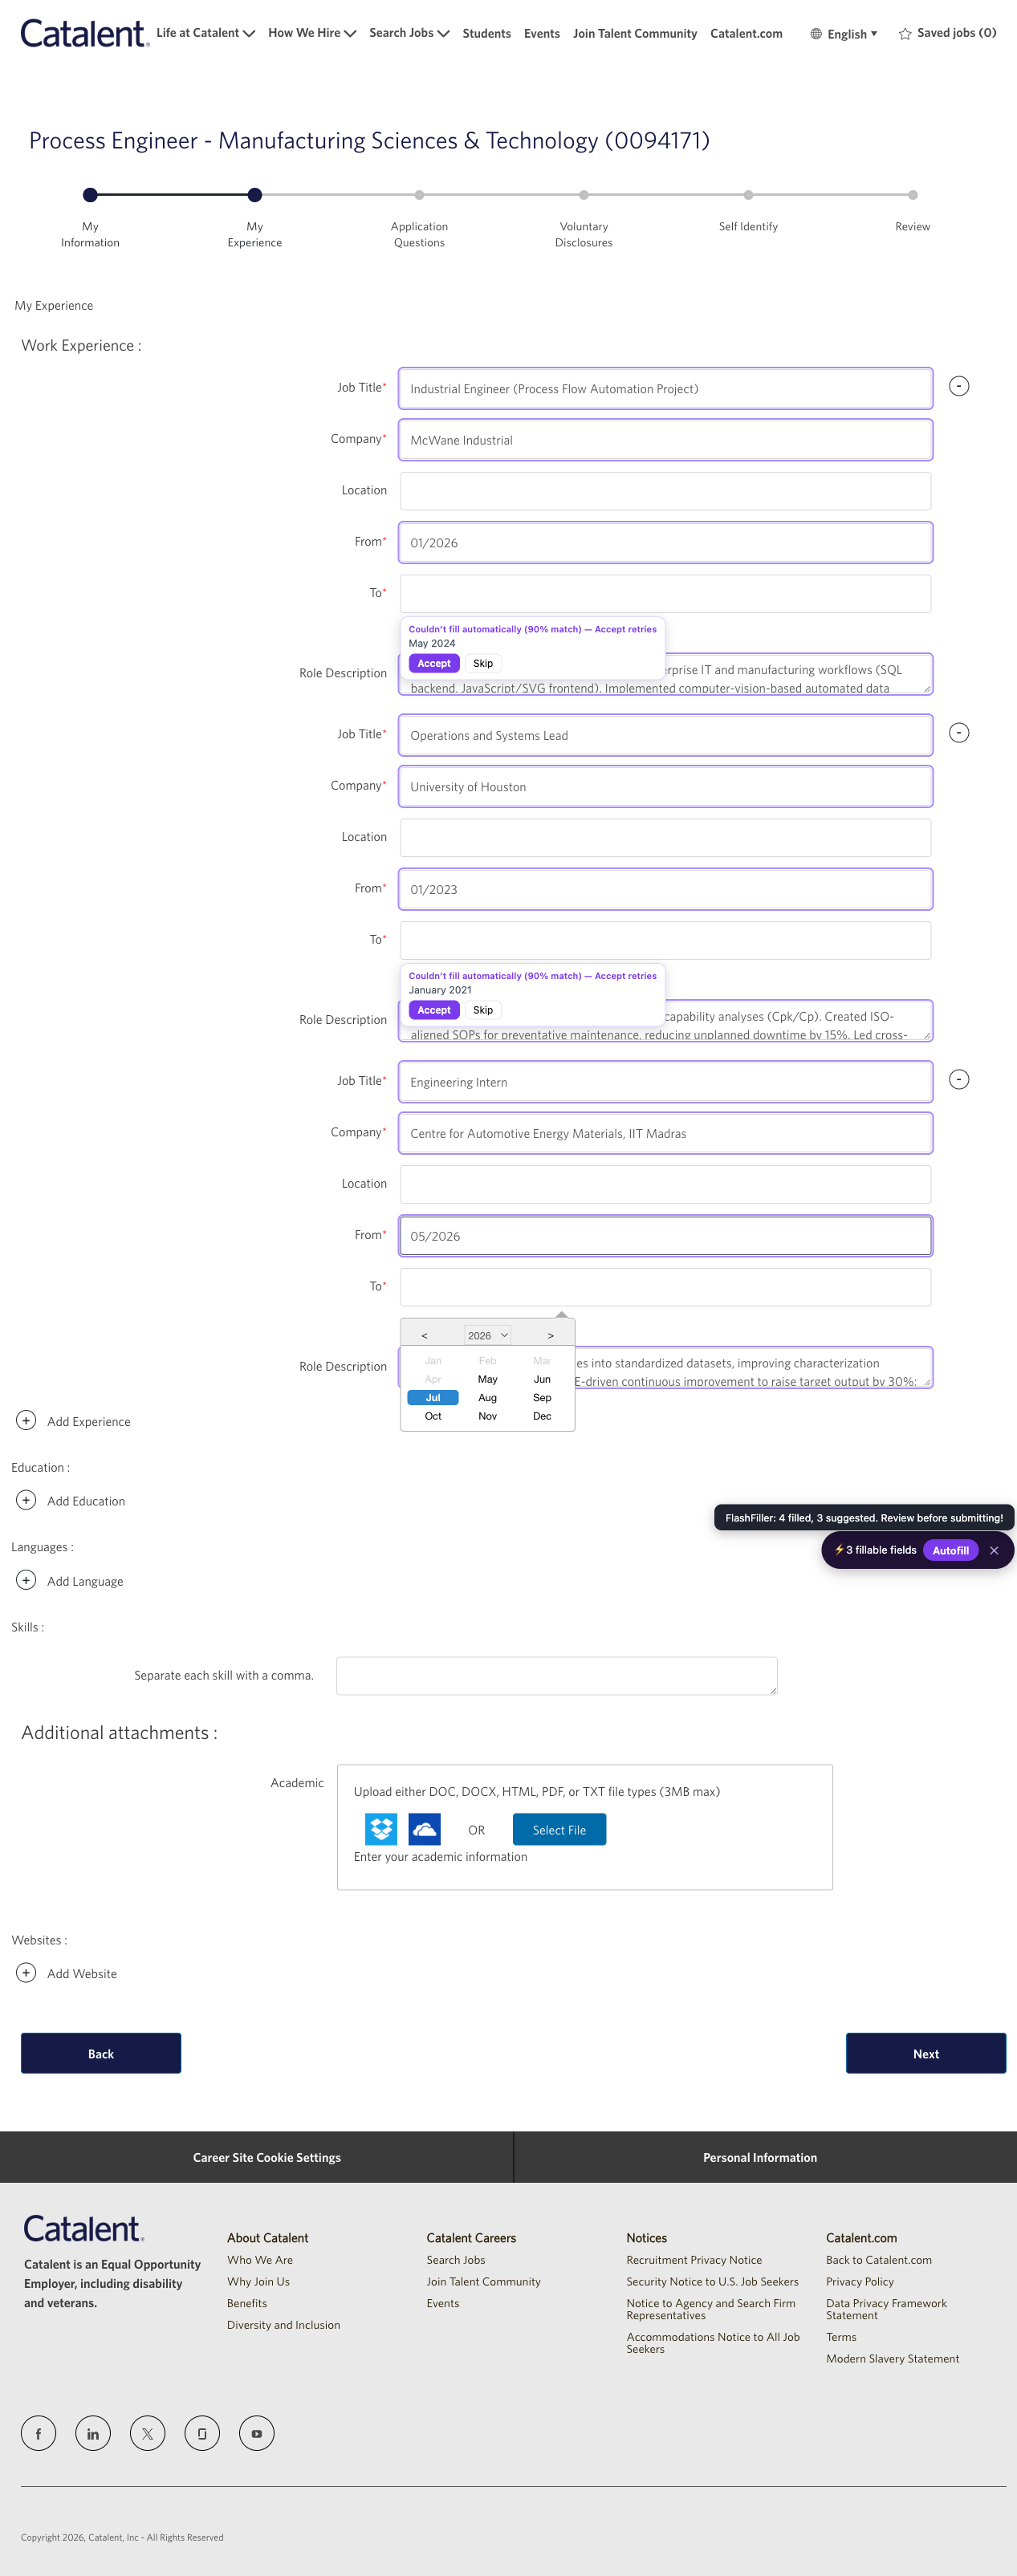 Catalent.
Life at Catalent
How We Hire
Search Jobs
Students
Events
Join Talent Community
Catalent.com
English
Saved jobs (0)
Process Engineer - Manufacturing Sciences & Technology (0094171)
My
Information
My
Experience
Application
Questions
Voluntary
Disclosures
Self Identify
Review
My Experience
Work Experience :
Job Title*
Industrial Engineer (Process Flow Automation Project)
-
Company*
McWane Industrial
Location
From*
01/2026
To*
Couldn't fill automatically (90% match) — Accept retries
May 2024
Accept
Skip
Role Description
erprise IT and manufacturing workflows (SQL
backend, JavaScript/SVG frontend). Implemented computer-vision-based automated data
Job Title*
Operations and Systems Lead
-
Company*
University of Houston
Location
From*
01/2023
To*
Couldn't fill automatically (90% match) — Accept retries
January 2021
Accept
Skip
Role Description
capability analyses (Cpk/Cp). Created ISO-
aligned SOPs for preventative maintenance, reducing unplanned downtime by 15%. Led cross-
Job Title*
Engineering Intern
-
Company*
Centre for Automotive Energy Materials, IIT Madras
Location
From*
05/2026
To*
< 2026 >
Jan Feb Mar
Apr May Jun
Jul Aug Sep
Oct Nov Dec
Role Description
es into standardized datasets, improving characterization
E-driven continuous improvement to raise target output by 30%;
+ Add Experience
Education :
+ Add Education
FlashFiller: 4 filled, 3 suggested. Review before submitting!
⚡3 fillable fields
Autofill
×
Languages :
+ Add Language
Skills :
Separate each skill with a comma.
Additional attachments :
Academic
Upload either DOC, DOCX, HTML, PDF, or TXT file types (3MB max)
OR
Select File
Enter your academic information
Websites :
+ Add Website
Back
Next
Career Site Cookie Settings
Personal Information
Catalent.
Catalent is an Equal Opportunity
Employer, including disability
and veterans.
About Catalent
Who We Are
Why Join Us
Benefits
Diversity and Inclusion
Catalent Careers
Search Jobs
Join Talent Community
Events
Notices
Recruitment Privacy Notice
Security Notice to U.S. Job Seekers
Notice to Agency and Search Firm
Representatives
Accommodations Notice to All Job
Seekers
Catalent.com
Back to Catalent.com
Privacy Policy
Data Privacy Framework
Statement
Terms
Modern Slavery Statement
Copyright 2026, Catalent, Inc - All Rights Reserved